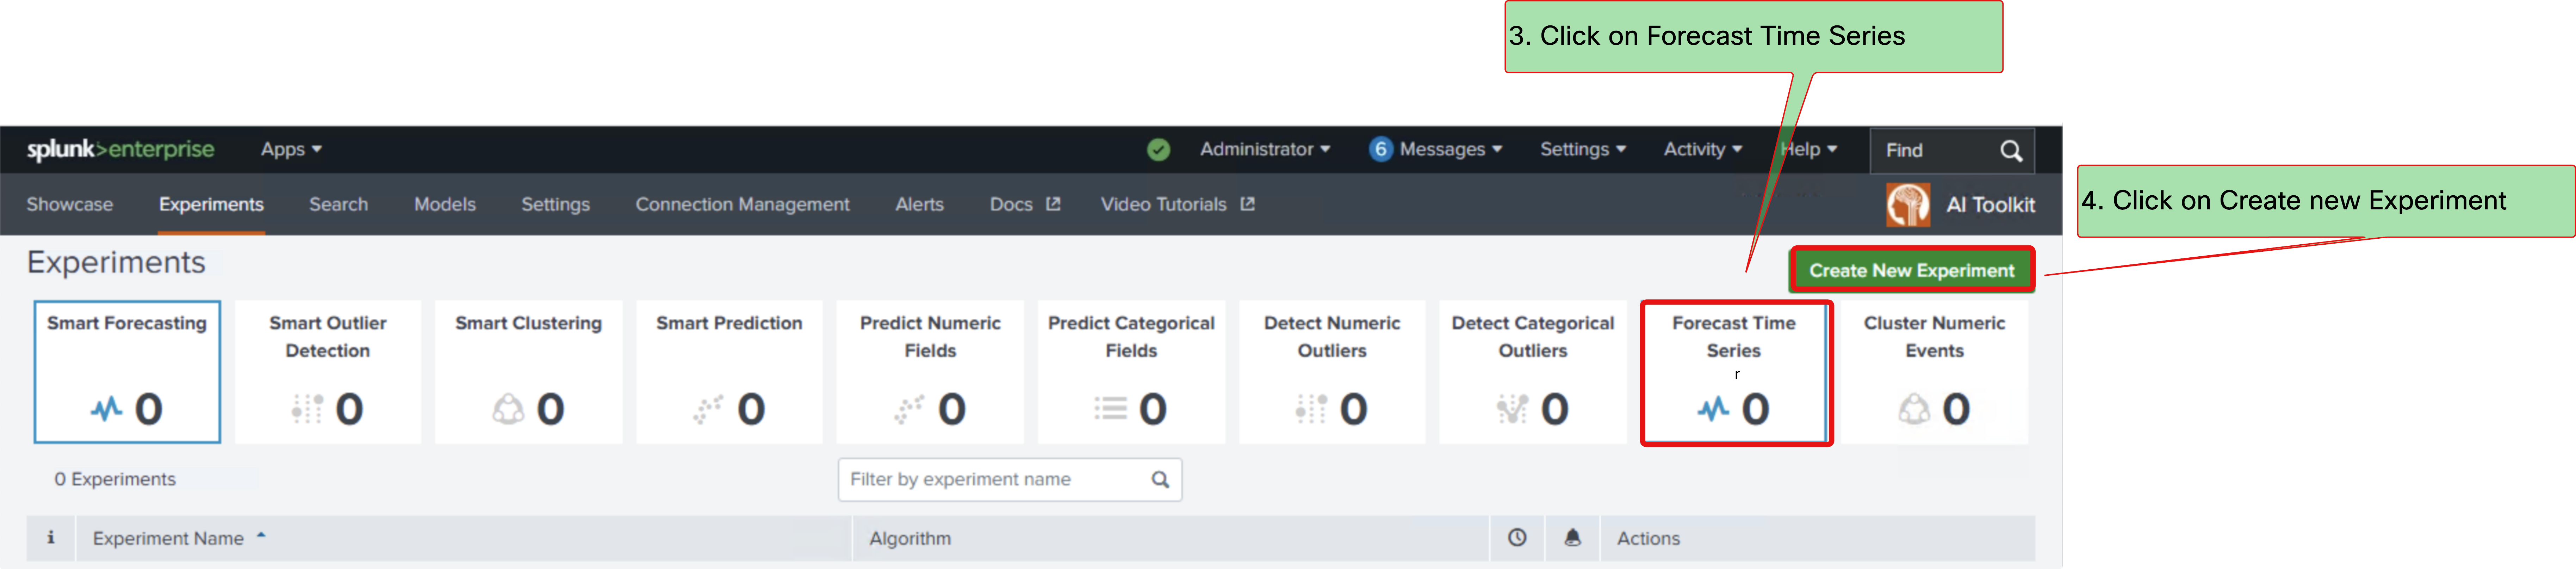 3. Click on Forecast Time Series
splunk>enterprise Apps Administrator 6 Messages Settings Activity Help Find
Showcase Experiments Search Models Settings Connection Management Alerts Docs Video Tutorials AI Toolkit
4. Click on Create new Experiment
Experiments
Create New Experiment
Smart Forecasting
0
Smart Outlier
Detection
0
Smart Clustering
0
Smart Prediction
0
Predict Numeric
Fields
0
Predict Categorical
Fields
0
Detect Numeric
Outliers
0
Detect Categorical
Outliers
0
Forecast Time
Series
r
0
Cluster Numeric
Events
0
0 Experiments
Filter by experiment name
i Experiment Name Algorithm Actions